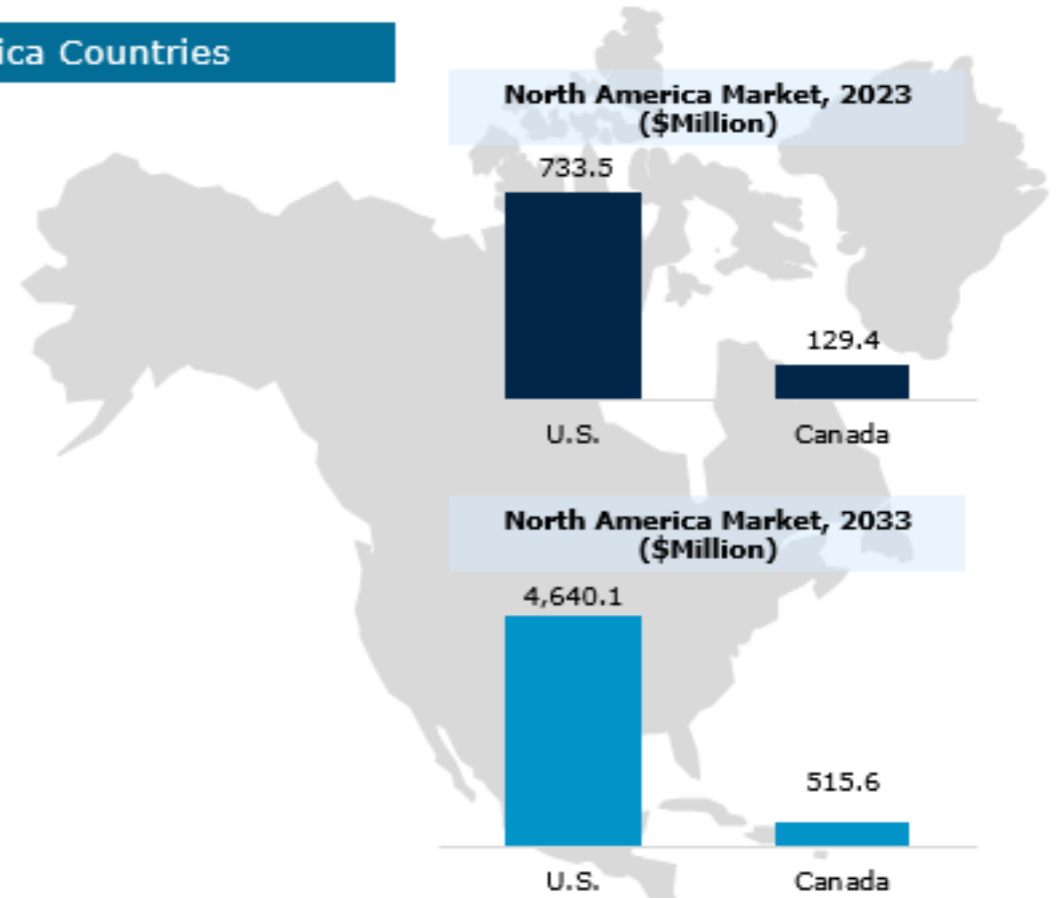 ica Countries
North America Market, 2023
($Million)
733.5
129.4
U.S.
Canada
North America Market, 2033
($Million)
4,640.1
515.6
U.S.
Canada